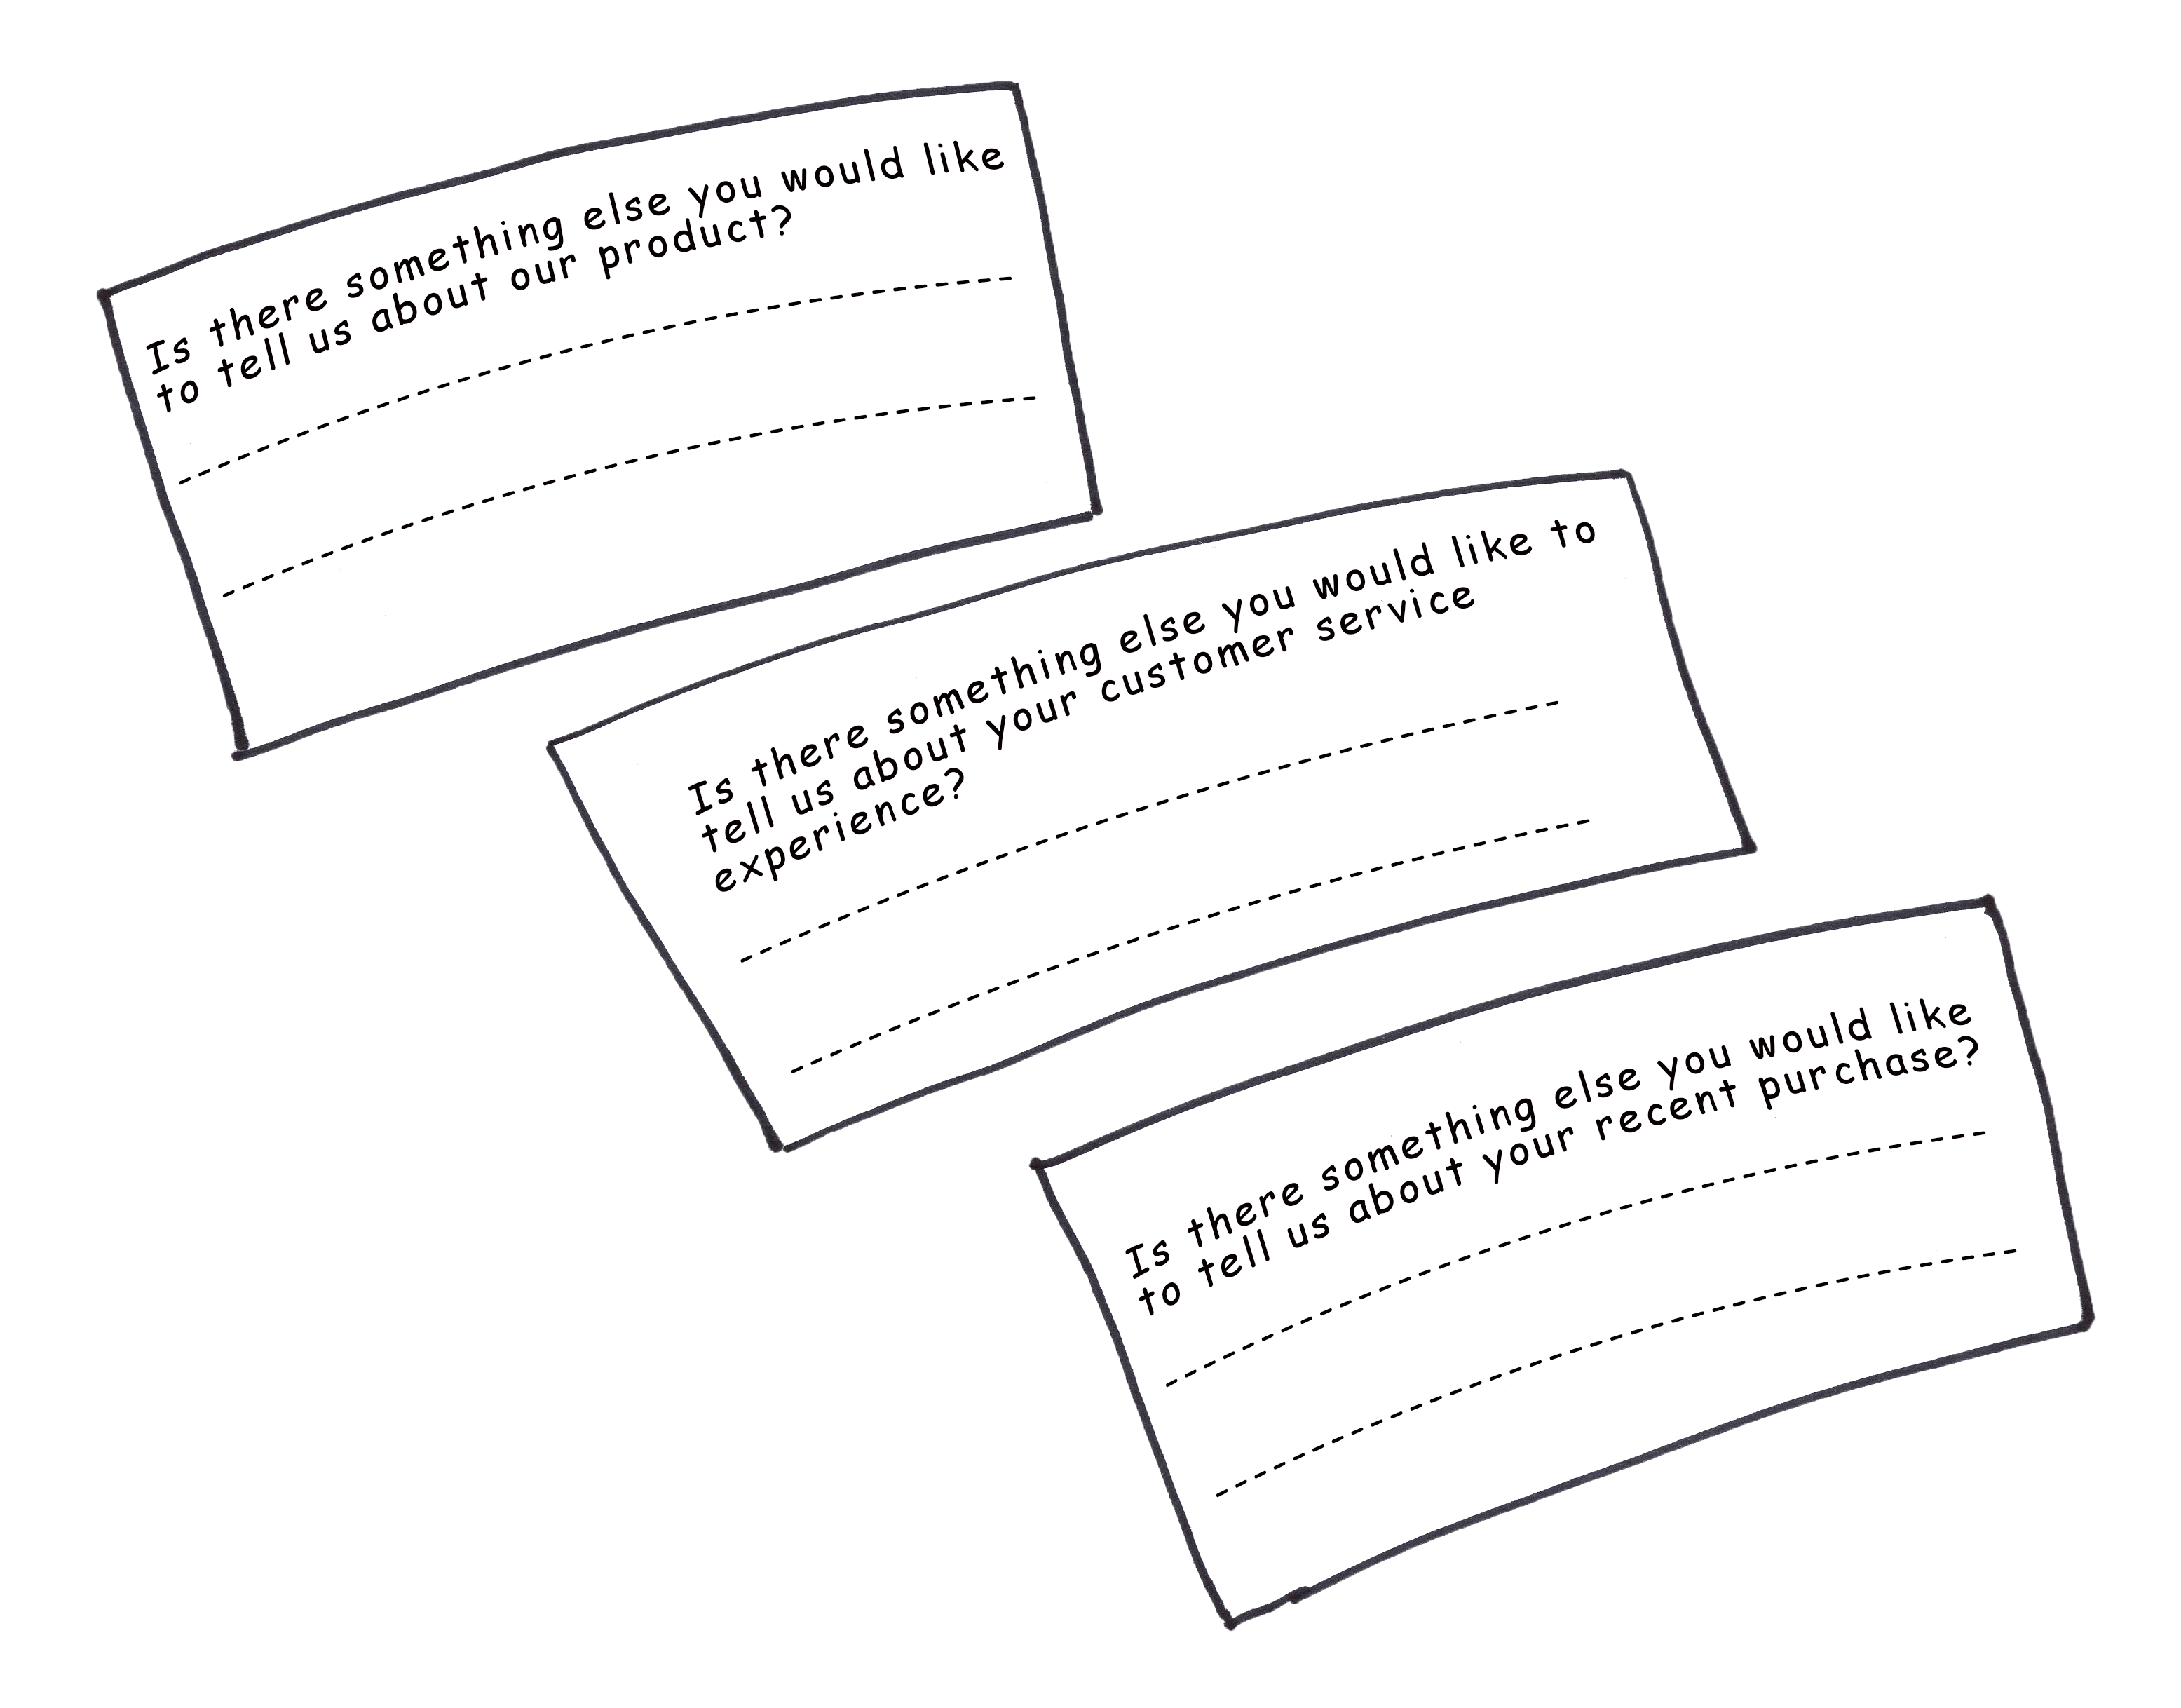 Is there something else you would like
to tell us about our product?
Is there something else you would like to
tell us about your customer service
experience?
Is there something else you would like
to tell us about your recent purchase?